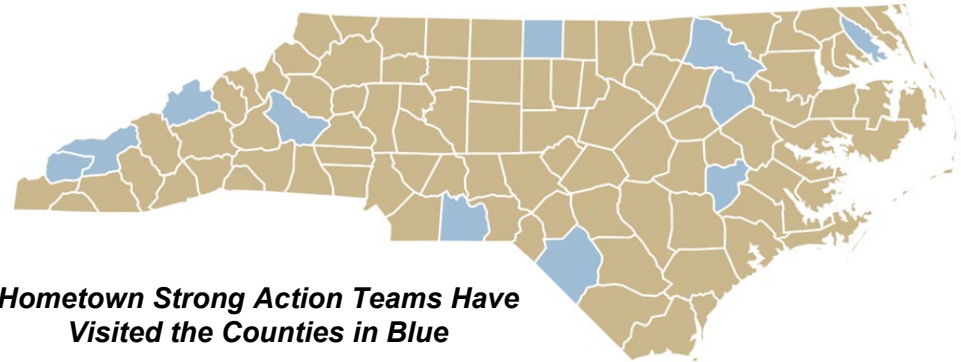 Hometown Strong Action Teams Have
Visited the Counties in Blue